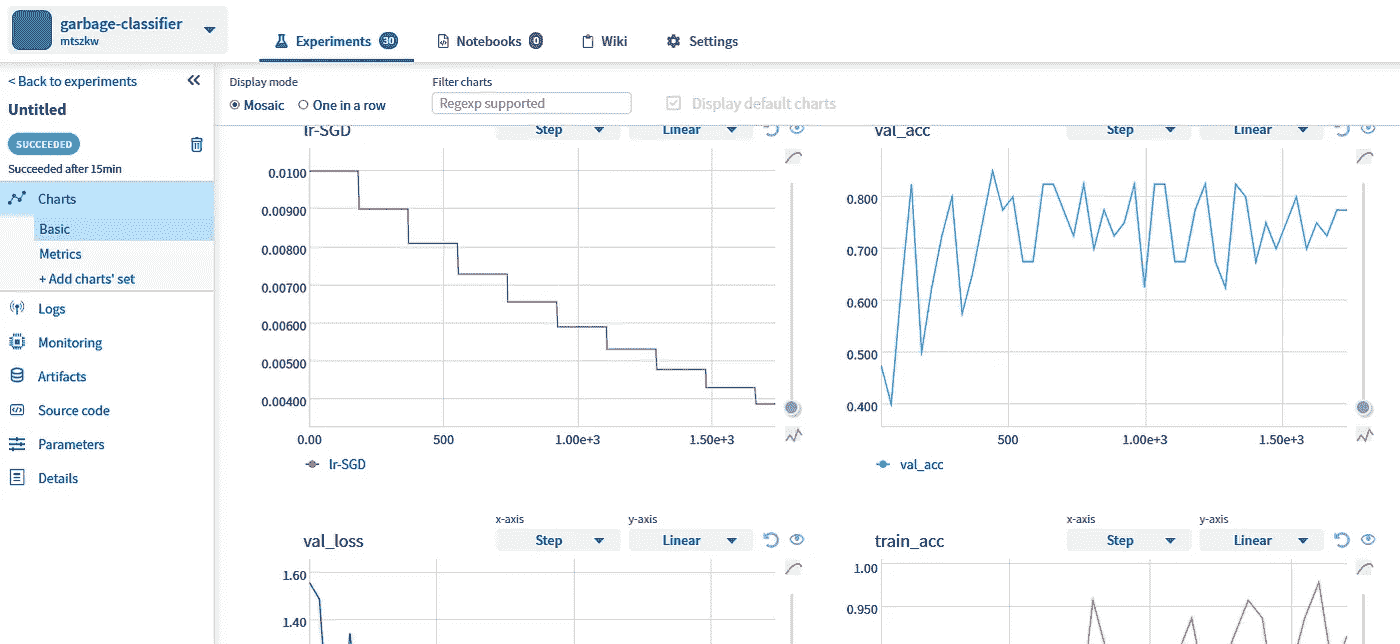 garbage-classifier
mtszkw
Experiments 30
Notebooks 0
Wiki
Settings
< Back to experiments
Untitled
SUCCEEDED
Succeeded after 15min
Charts
Basic
Metrics
+ Add charts' set
Logs
Monitoring
Artifacts
Source code
Parameters
Details
Display mode
Mosaic One in a row
Filter charts
Regexp supported
Display default charts
lr-SGD Step Linear
0.0100
0.00900
0.00800
0.00700
0.00600
0.00500
0.00400
0.00 500 1.00e+3 1.50e+3
lr-SGD
val_acc Step Linear
0.800
0.700
0.600
0.500
0.400
500 1.00e+3 1.50e+3
val_acc
x-axis y-axis
val_loss Step Linear
1.60
1.40
x-axis y-axis
train_acc Step Linear
1.00
0.950